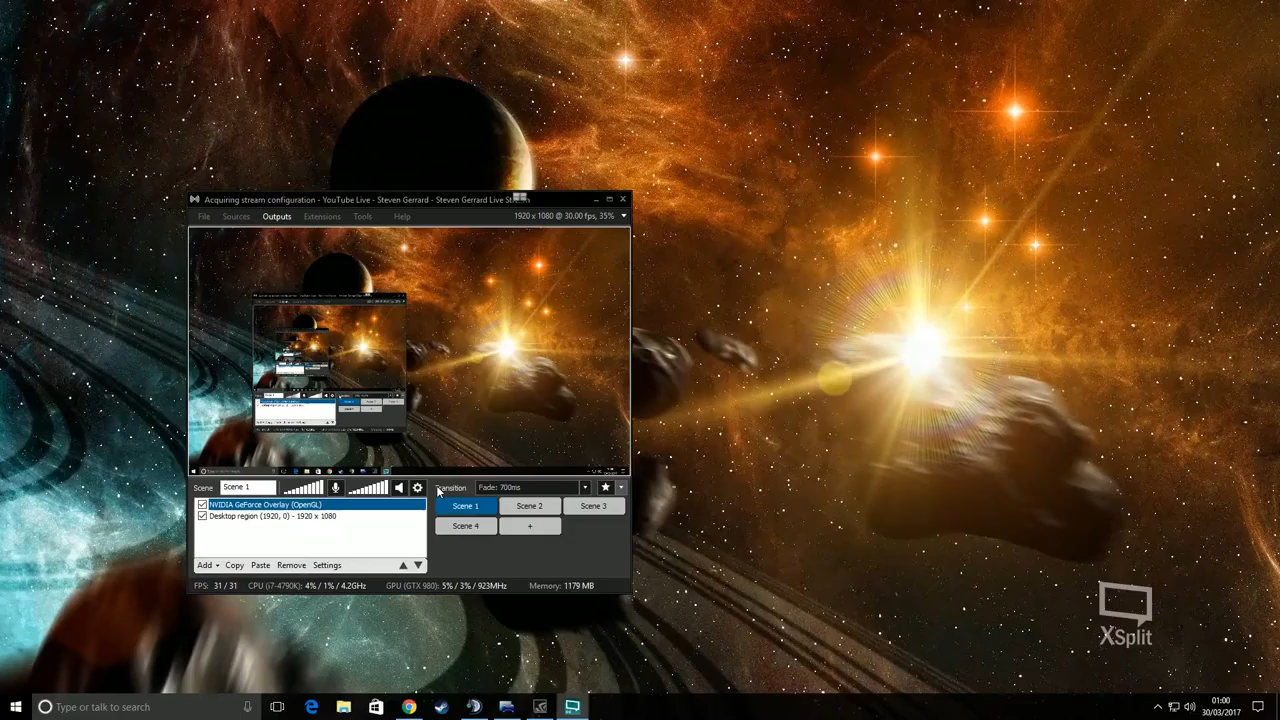 Acquiring stream configuration - YouTube Live - Steven Gerrard - Steven Gerrard Live
File Sources Outputs Extensions Tools Help 1920 x 1080 @ 30.00 fps, 35%
Scene Scene 1 Transition Fade: 700ms
NVIDIA GeForce Overlay (OpenGL)
Desktop region (1920, 0) - 1920 x 1080
Scene 1 Scene 2 Scene 3
Scene 4 +
Add Copy Paste Remove Settings
FPS: 31 / 31 CPU (i7-4790K): 4% / 1% / 4.2GHz GPU (GTX 980): 5% / 3% / 923MHz Memory: 1179 MB
XSplit
Type or talk to search
01:00
30/03/2017